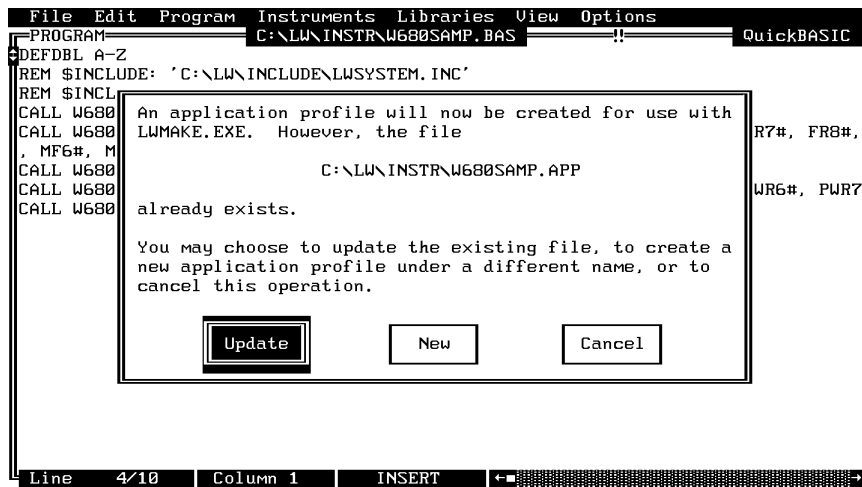 File Edit Program Instruments Libraries View Options
PROGRAM C:\LW\INSTR\W680SAMP.BAS !! QuickBASIC
DEFDBL A-Z
REM $INCLUDE: 'C:\LW\INCLUDE\LWSYSTEM.INC'
REM $INCL
CALL W680
CALL W680 R7#, FR8#,
, MF6#, M
CALL W680
CALL W680 WR6#, PWR7
CALL W680
An application profile will now be created for use with
LWMAKE.EXE. However, the file
C:\LW\INSTR\W680SAMP.APP
already exists.
You may choose to update the existing file, to create a
new application profile under a different name, or to
cancel this operation.
Update New Cancel
Line 4/10 Column 1 INSERT